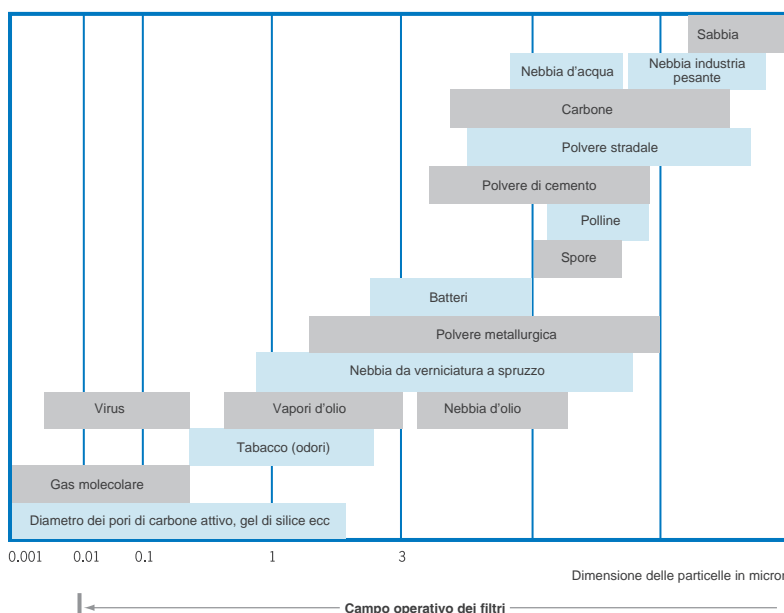 Sabbia
Nebbia d'acqua
Nebbia industria
pesante
Carbone
Polvere stradale
Polvere di cemento
Polline
Spore
Batteri
Polvere metallurgica
Nebbia da verniciatura a spruzzo
Virus
Vapori d'olio
Nebbia d'olio
Tabacco (odori)
Gas molecolare
Diametro dei pori di carbone attivo, gel di silice ecc
0.001 0.01 0.1 1 3
Dimensione delle particelle in micron
Campo operativo dei filtri